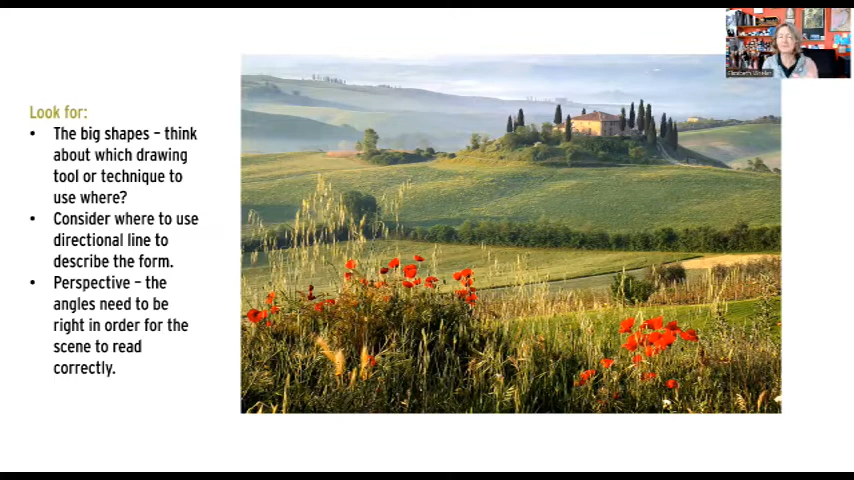 Look for:
• The big shapes – think
about which drawing
tool or technique to
use where?
• Consider where to use
directional line to
describe the form.
• Perspective – the
angles need to be
right in order for the
scene to read
correctly.
Elizabeth